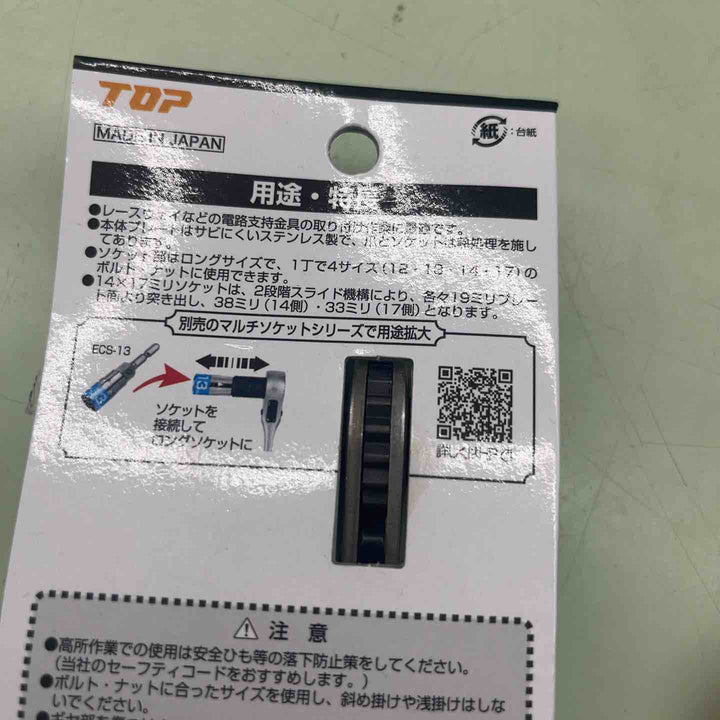 TOP
MADE IN JAPAN
紙:台紙
用途・特長
●レースウェイなどの電路支持金具の取り付け作業に最適です。
●本体プレートはサビにくいステンレス製で、爪とソケットは熱処理を施し
てあります。
●ソケット部はロングサイズで、1丁で4サイズ(12・13・14・17)の
ボルト・ナットに使用できます。
●14×17ミリソケットは、2段階スライド機構により、各々19ミリプレー
ト面より突き出し、38ミリ(14側)・33ミリ(17側)となります。
別売のマルチソケットシリーズで用途拡大
ECS-13
13
13
ソケットを
接続して
ロングソケットに
詳しくは
⚠ 注 意
●高所作業での使用は安全ひも等の落下防止策をしてください。
(当社のセーフティコードをおすすめします。)
●ボルト・ナットに合ったサイズを使用し、斜め掛けや浅掛けはしな
いでください。
●ギヤ部を